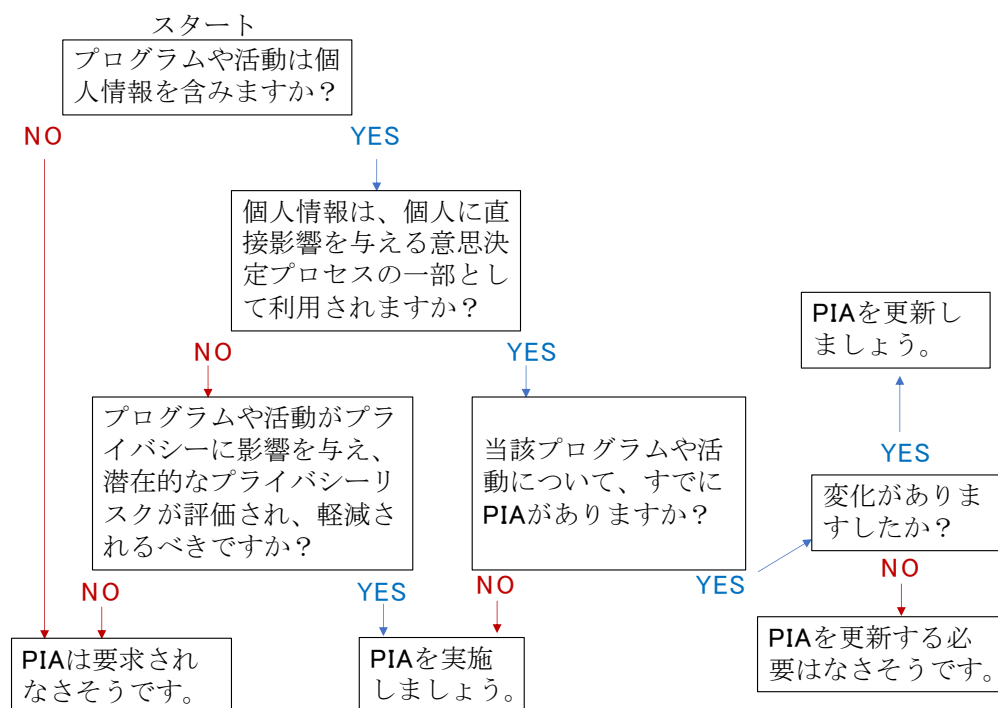 スタート
プログラムや活動は個
人情報を含みますか？
NO
YES
個人情報は、個人に直
接影響を与える意思決
定プロセスの一部とし
て利用されますか？
NO
YES
プログラムや活動がプラ
イバシーに影響を与え、
潜在的なプライバシーリ
スクが評価され、軽減さ
れるべきですか？
当該プログラムや活
動について、すでに
PIAがありますか？
PIAを更新し
ましょう。
YES
変化がありま
すしたか？
NO
YES
NO
YES
NO
PIAは要求され
なさそうです。
PIAを実施
しましょう。
PIAを更新する必
要はなさそうです。